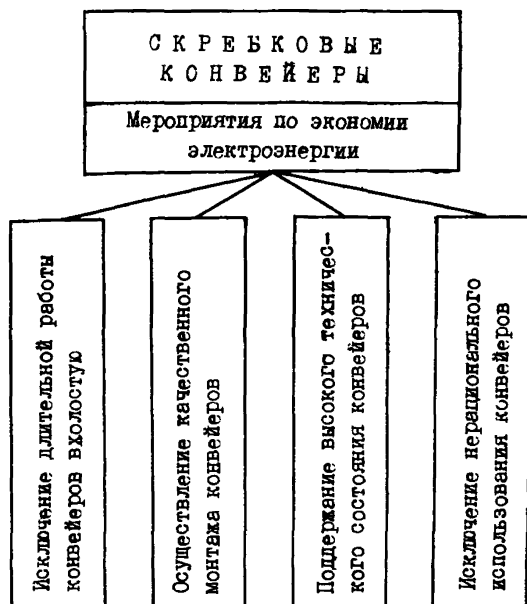 СКРЕБКОВЫЕ
КОНВЕЙЕРЫ
Мероприятия по экономии
электроэнергии
Исключение длительной работы
конвейеров вхолостую
Осуществление качественного
монтажа конвейеров
Поддержание высокого техничес-
кого состояния конвейеров
Исключение нерационального
использования конвейеров